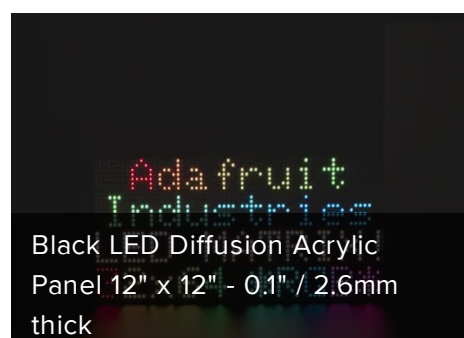 Adafruit
Industries
Black LED Diffusion Acrylic
Panel 12" x 12" - 0.1" / 2.6mm
thick